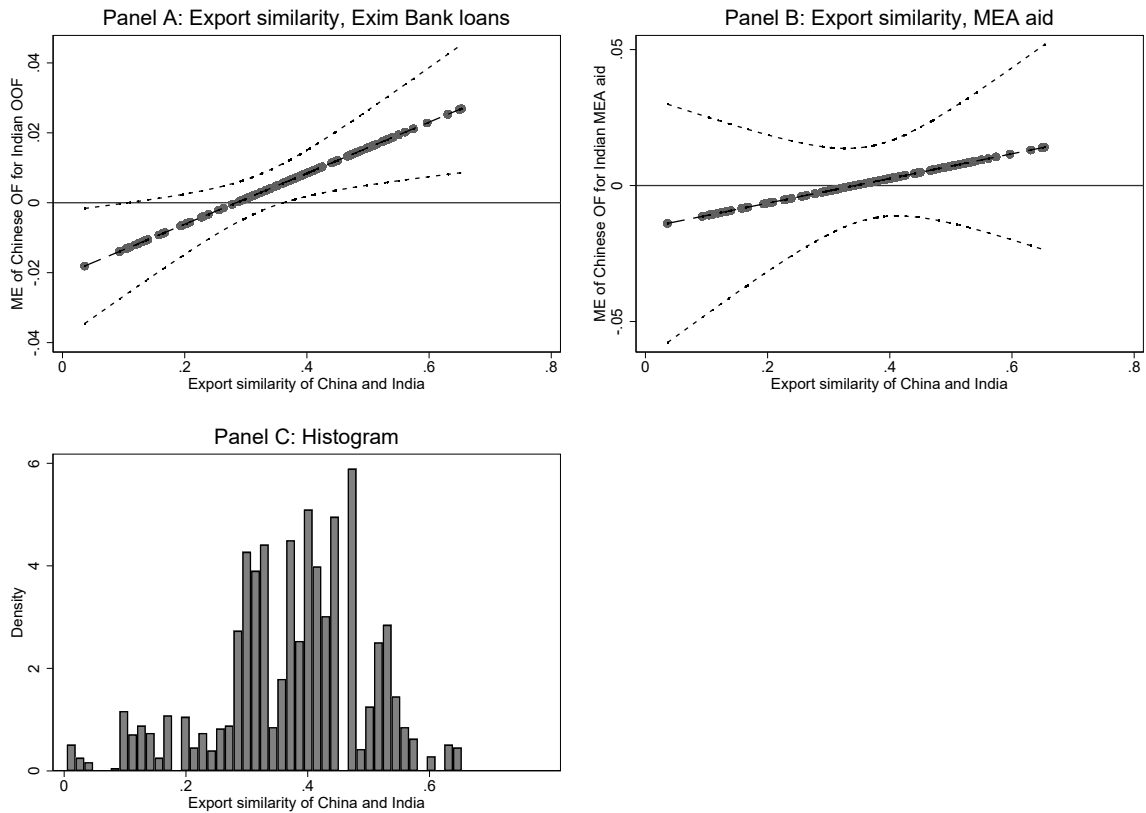 Panel A: Export similarity, Exim Bank loans
ME of Chinese OF for Indian OOF
.04
.02
0
-.02
-.04
0 .2 .4 .6 .8
Export similarity of China and India
Panel B: Export similarity, MEA aid
ME of Chinese OF for Indian MEA aid
.05
0
-.05
0 .2 .4 .6 .8
Export similarity of China and India
Panel C: Histogram
Density
6
4
2
0
0 .2 .4 .6
Export similarity of China and India